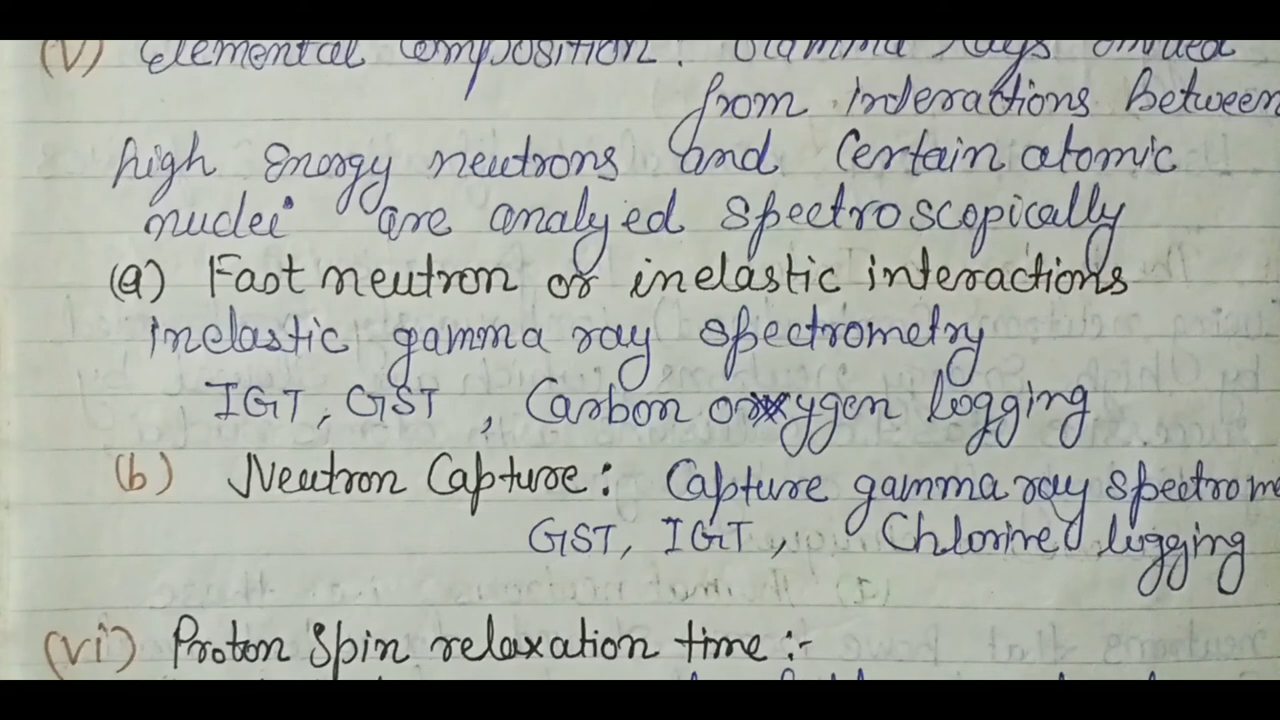 (v) Elemental Composition: Gamma Rays emitted
from interactions Between
high Energy neutrons and Certain atomic
nuclei are analyed spectroscopically
(a) Fast neutron or inelastic interactions
inelastic gamma ray spectrometry
IGT, GST, Carbon oxygen logging
(b) Neutron Capture: Capture gamma ray spectrom
GST, IGT, Chlorine logging
(vi) Proton Spin relaxation time :-